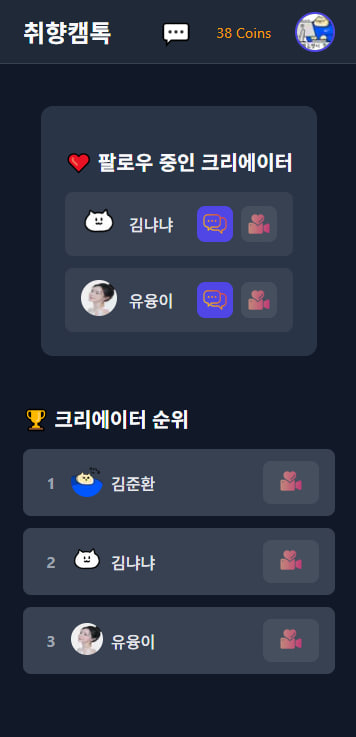 취향캠톡
38 Coins
팔로우 중인 크리에이터
김냐냐
유융이
크리에이터 순위
1 김준환
2 김냐냐
3 유융이